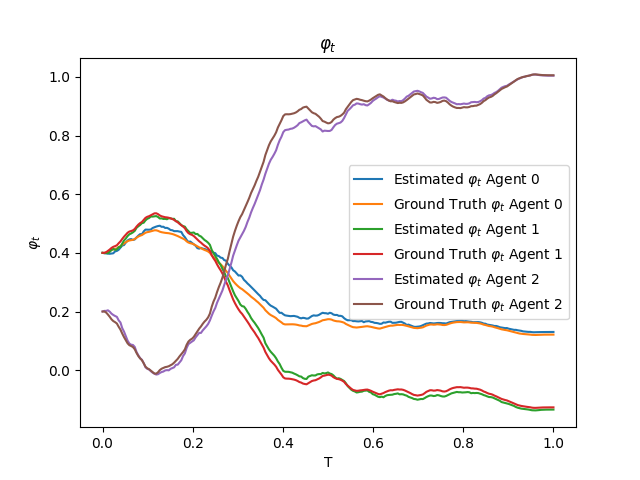 φt
1.0
0.8
0.6
0.4
0.2
0.0
φt
0.0
0.2
0.4
0.6
0.8
1.0
T
Estimated φt Agent 0
Ground Truth φt Agent 0
Estimated φt Agent 1
Ground Truth φt Agent 1
Estimated φt Agent 2
Ground Truth φt Agent 2